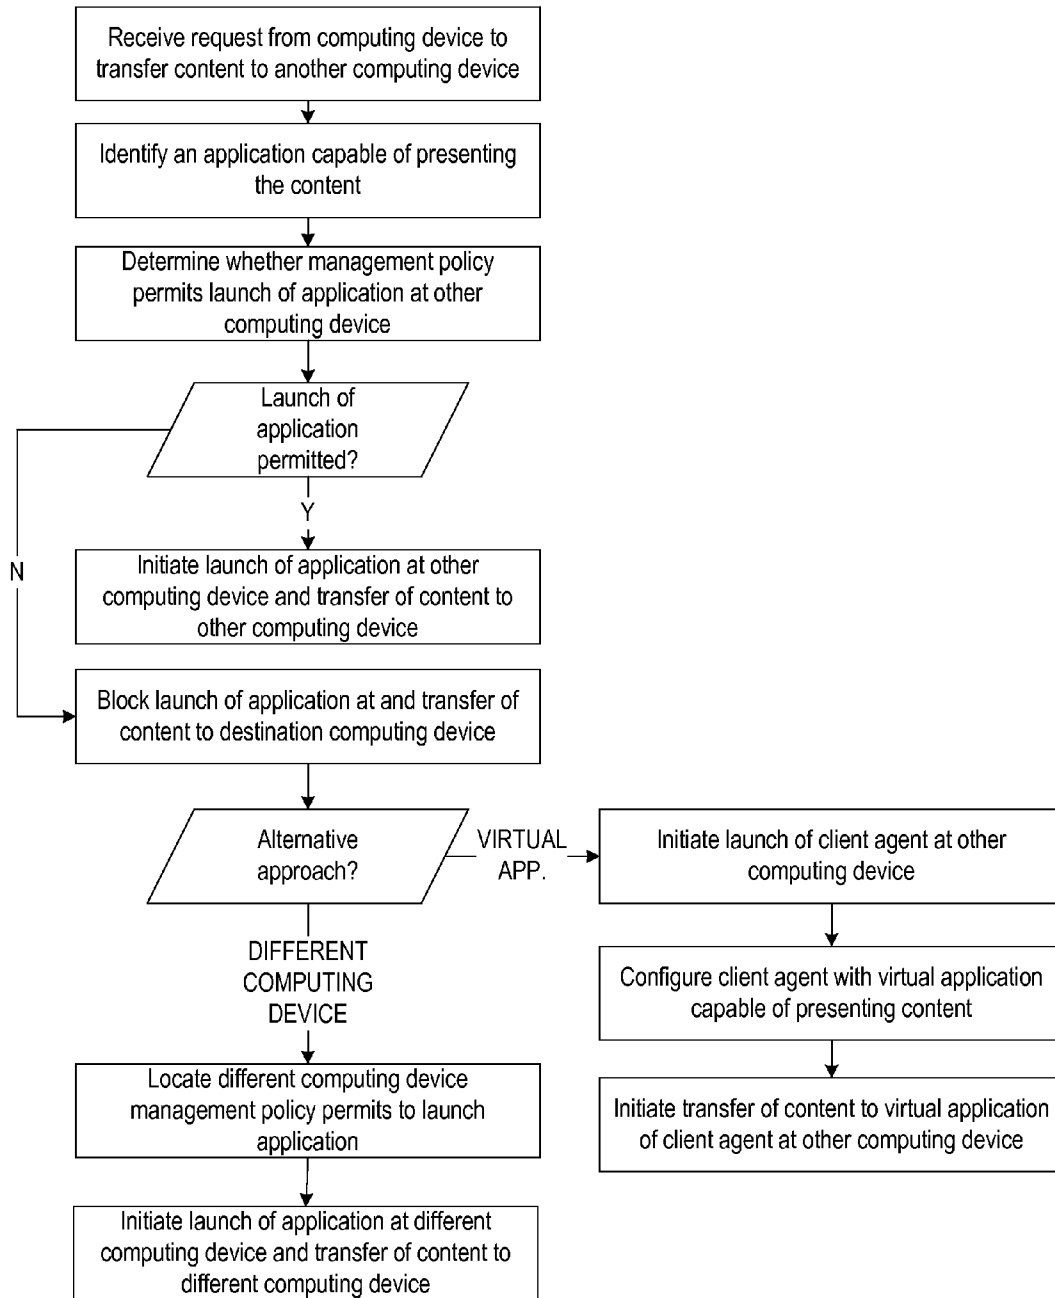 Receive request from computing device to
transfer content to another computing device
Identify an application capable of presenting
the content
Determine whether management policy
permits launch of application at other
computing device
Launch of
application
permitted?
Y
N
Initiate launch of application at other
computing device and transfer of content to
other computing device
Block launch of application at and transfer of
content to destination computing device
Alternative
approach?
VIRTUAL
APP.
Initiate launch of client agent at other
computing device
DIFFERENT
COMPUTING
DEVICE
Configure client agent with virtual application
capable of presenting content
Locate different computing device
management policy permits to launch
application
Initiate transfer of content to virtual application
of client agent at other computing device
Initiate launch of application at different
computing device and transfer of content to
different computing device